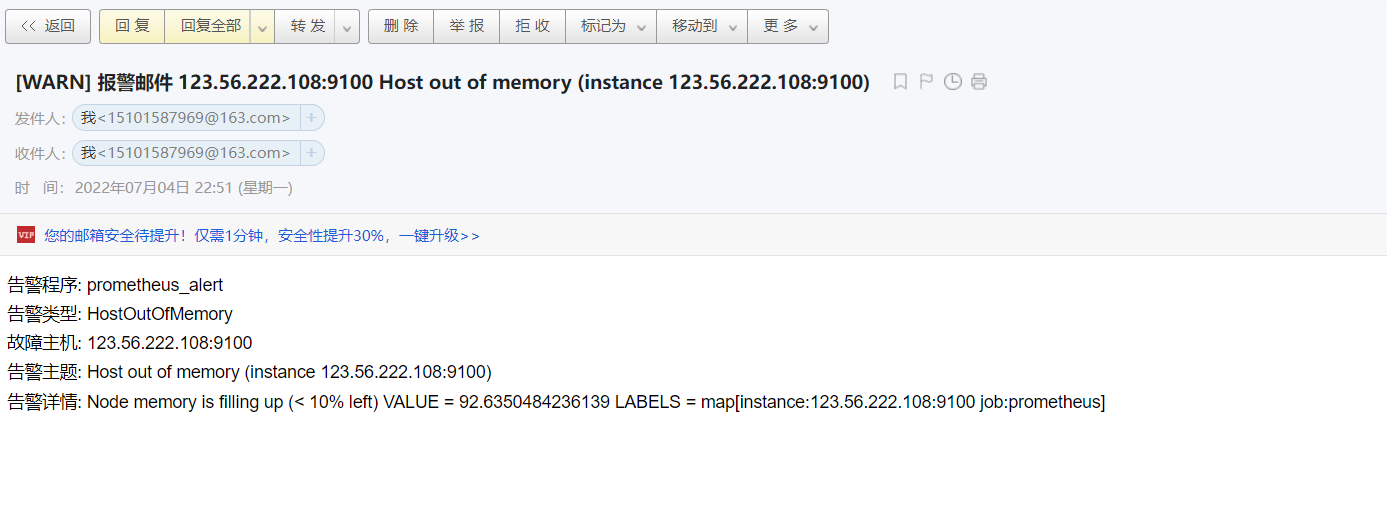 << 返回 回 复 回复全部 转 发 删 除 举 报 拒 收 标记为 移动到 更 多
[WARN] 报警邮件 123.56.222.108:9100 Host out of memory (instance 123.56.222.108:9100)
发件人： 我<15101587969@163.com> +
收件人： 我<15101587969@163.com> +
时 间： 2022年07月04日 22:51 (星期一)
VIP 您的邮箱安全待提升！仅需1分钟，安全性提升30%，一键升级>>
告警程序: prometheus_alert
告警类型: HostOutOfMemory
故障主机: 123.56.222.108:9100
告警主题: Host out of memory (instance 123.56.222.108:9100)
告警详情: Node memory is filling up (< 10% left) VALUE = 92.6350484236139 LABELS = map[instance:123.56.222.108:9100 job:prometheus]